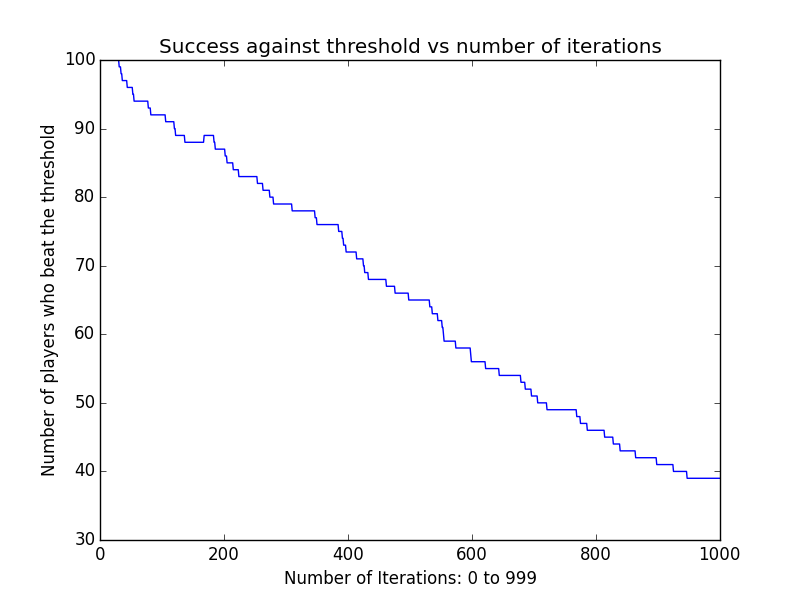 Success against threshold vs number of iterations
Number of players who beat the threshold
100
90
80
70
60
50
40
30
0 200 400 600 800 1000
Number of Iterations: 0 to 999